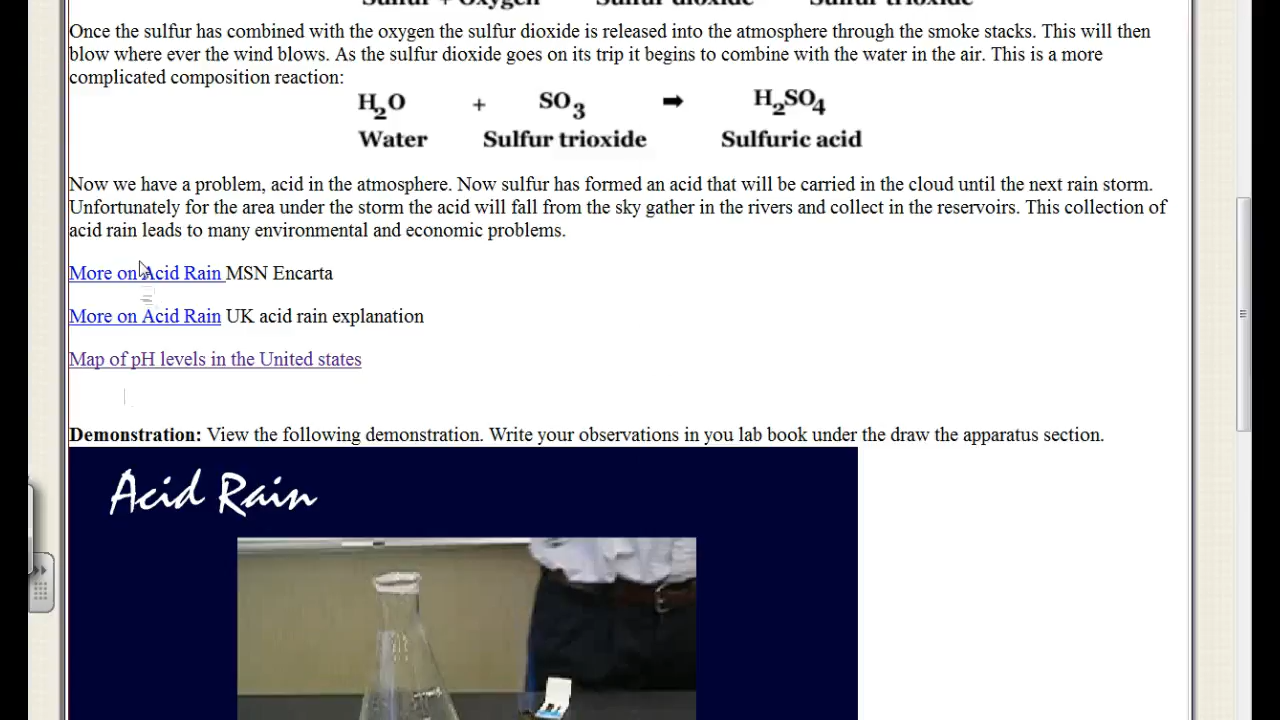 Sulfur + Oxygen Sulfur dioxide Sulfur trioxide
Once the sulfur has combined with the oxygen the sulfur dioxide is released into the atmosphere through the smoke stacks. This will then
blow where ever the wind blows. As the sulfur dioxide goes on its trip it begins to combine with the water in the air. This is a more
complicated composition reaction:
H2O + SO3 ➡ H2SO4
Water Sulfur trioxide Sulfuric acid
Now we have a problem, acid in the atmosphere. Now sulfur has formed an acid that will be carried in the cloud until the next rain storm.
Unfortunately for the area under the storm the acid will fall from the sky gather in the rivers and collect in the reservoirs. This collection of
acid rain leads to many environmental and economic problems.
More on Acid Rain MSN Encarta
More on Acid Rain UK acid rain explanation
Map of pH levels in the United states
Demonstration: View the following demonstration. Write your observations in you lab book under the draw the apparatus section.
Acid Rain